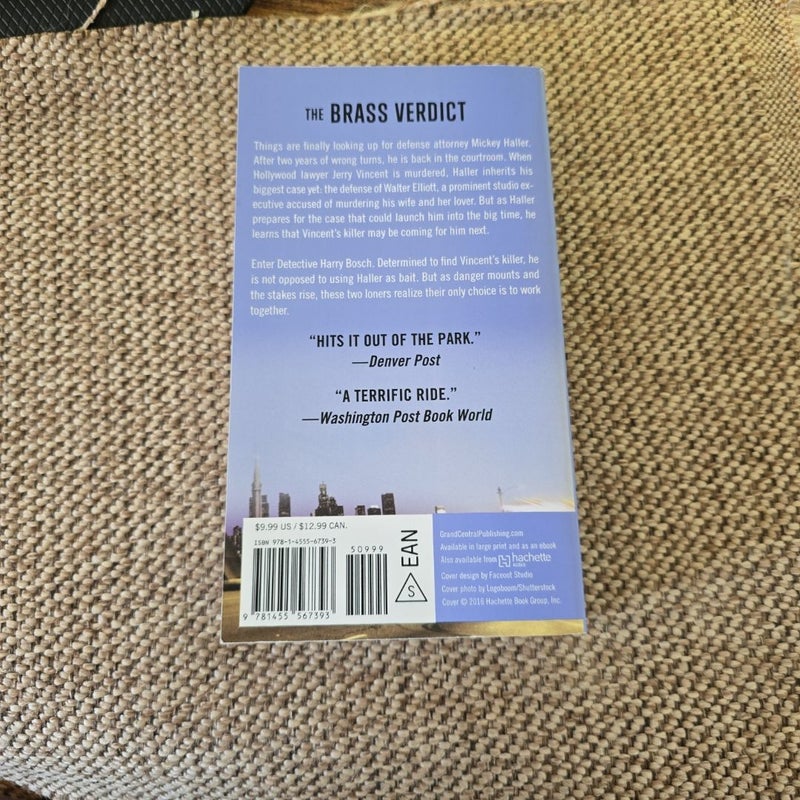 THE BRASS VERDICT
Things are finally looking up for defense attorney Mickey Haller.
After two years of wrong turns, he is back in the courtroom. When
Hollywood lawyer Jerry Vincent is murdered, Haller inherits his
biggest case yet: the defense of Walter Elliott, a prominent studio ex-
ecutive accused of murdering his wife and her lover. But as Haller
prepares for the case that could launch him into the big time, he
learns that Vincent's killer may be coming for him next.
Enter Detective Harry Bosch. Determined to find Vincent's killer, he
is not opposed to using Haller as bait. But as danger mounts and
the stakes rise, these two loners realize their only choice is to work
together.
“HITS IT OUT OF THE PARK.”
—Denver Post
“A TERRIFIC RIDE.”
—Washington Post Book World
$9.99 US / $12.99 CAN.
ISBN 978-1-4555-6739-3
50999
9 781455 567393
S
EAN
GrandCentralPublishing.com
Available in large print and as an ebook
Also available from hachette
BOOKS
Cover design by Faceout Studio
Cover photo by Logoboom/Shutterstock
Cover © 2016 Hachette Book Group, Inc.